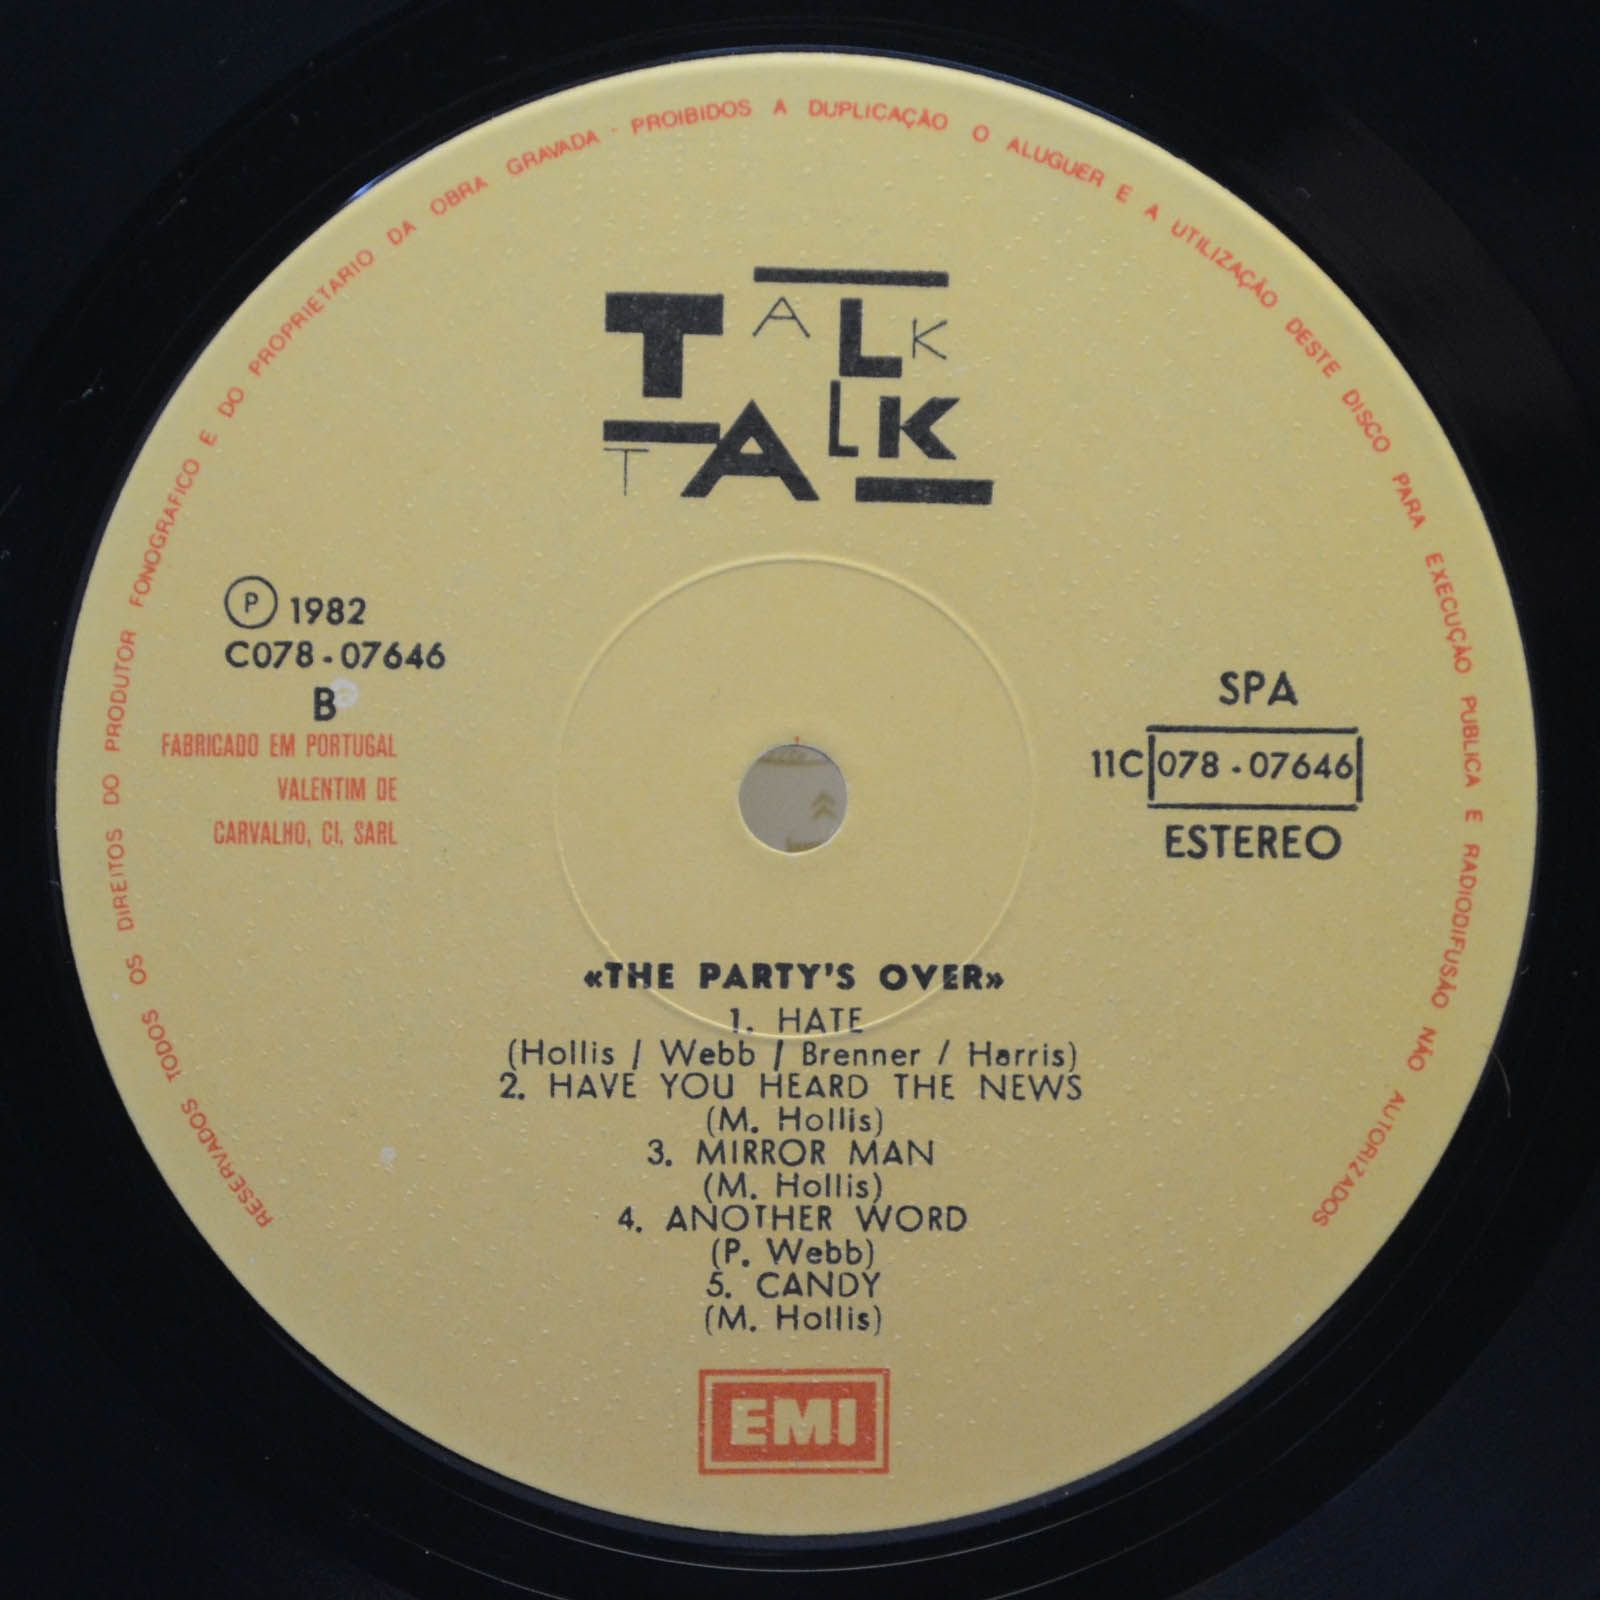 RESERVADOS TODOS OS DIREITOS DO PRODUTOR FONOGRAFICO E DO PROPRIETARIO DA OBRA GRAVADA - PROIBIDOS A DUPLICAÇÃO O ALUGUER E A UTILIZAÇÃO DESTE DISCO PARA EXECUÇÃO PUBLICA E RADIODIFUSÃO NÃO AUTORIZADOS
TALK
TALK
Ⓟ 1982
C078-07646
B
FABRICADO EM PORTUGAL
VALENTIM DE
CARVALHO, CI, SARL
SPA
11C 078-07646
ESTEREO
«THE PARTY'S OVER»
1. HATE
(Hollis / Webb / Brenner / Harris)
2. HAVE YOU HEARD THE NEWS
(M. Hollis)
3. MIRROR MAN
(M. Hollis)
4. ANOTHER WORD
(P. Webb)
5. CANDY
(M. Hollis)
EMI